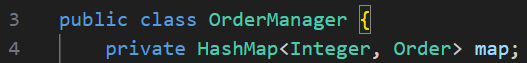 3 public class OrderManager {
4 private HashMap<Integer, Order> map;